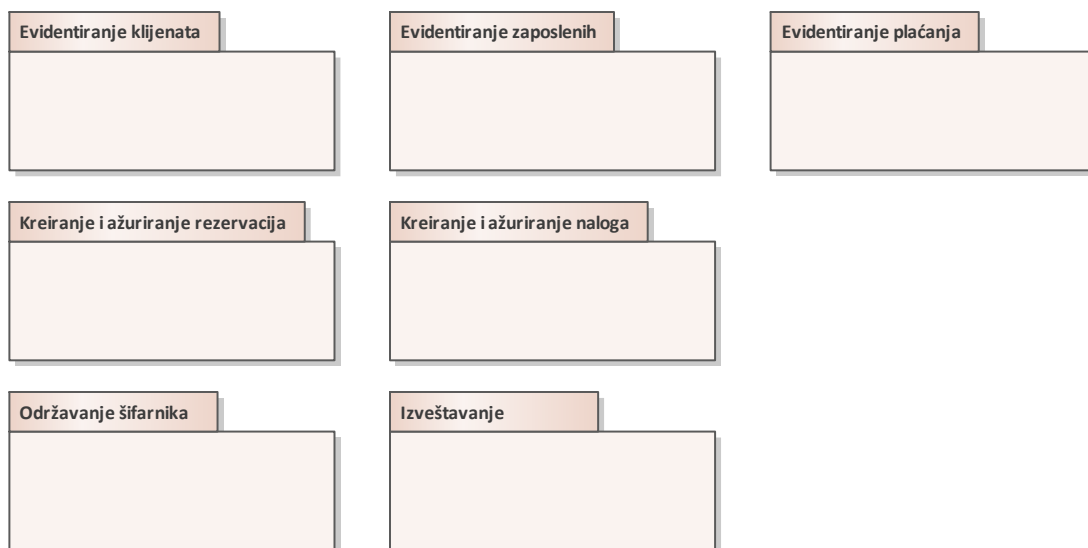 Evidentiranje klijenata
Evidentiranje zaposlenih
Evidentiranje plaćanja
Kreiranje i ažuriranje rezervacija
Kreiranje i ažuriranje naloga
Održavanje šifarnika
Izveštavanje